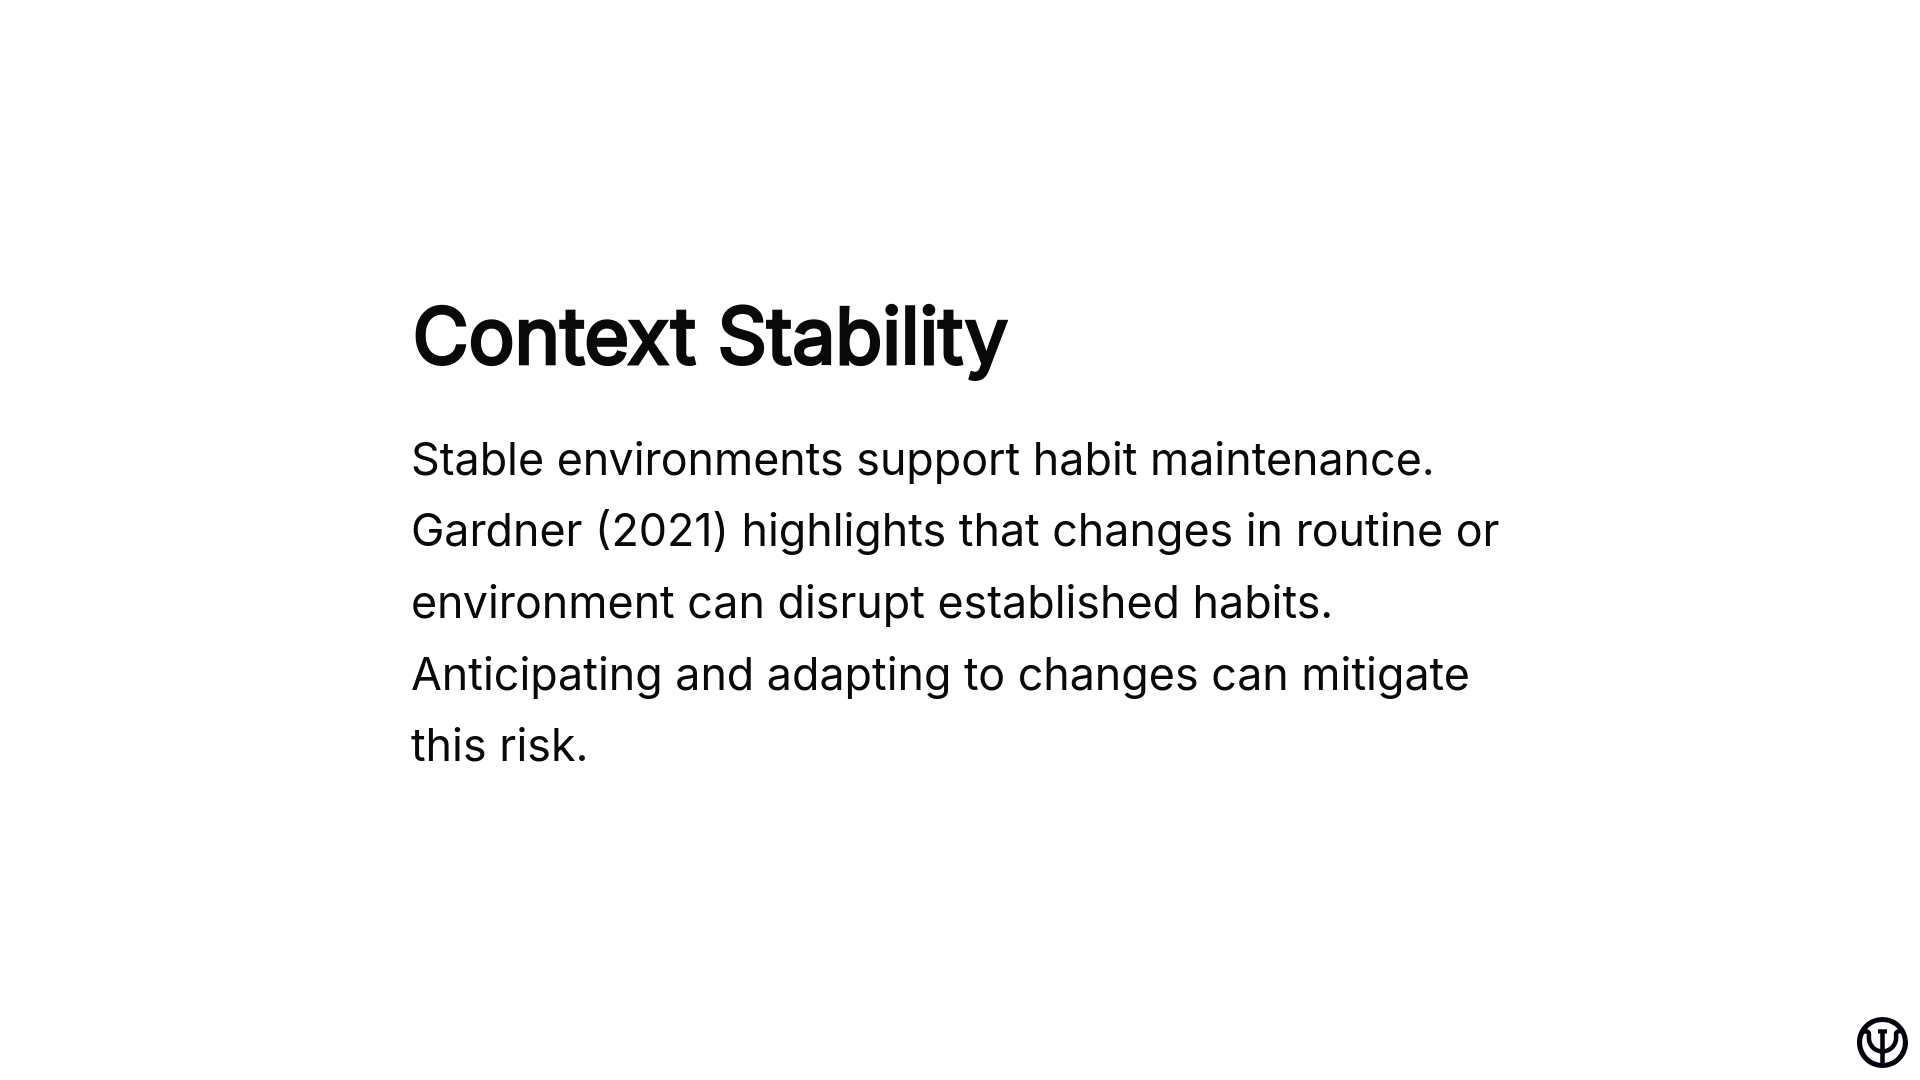 Context Stability
Stable environments support habit maintenance.
Gardner (2021) highlights that changes in routine or
environment can disrupt established habits.
Anticipating and adapting to changes can mitigate
this risk.